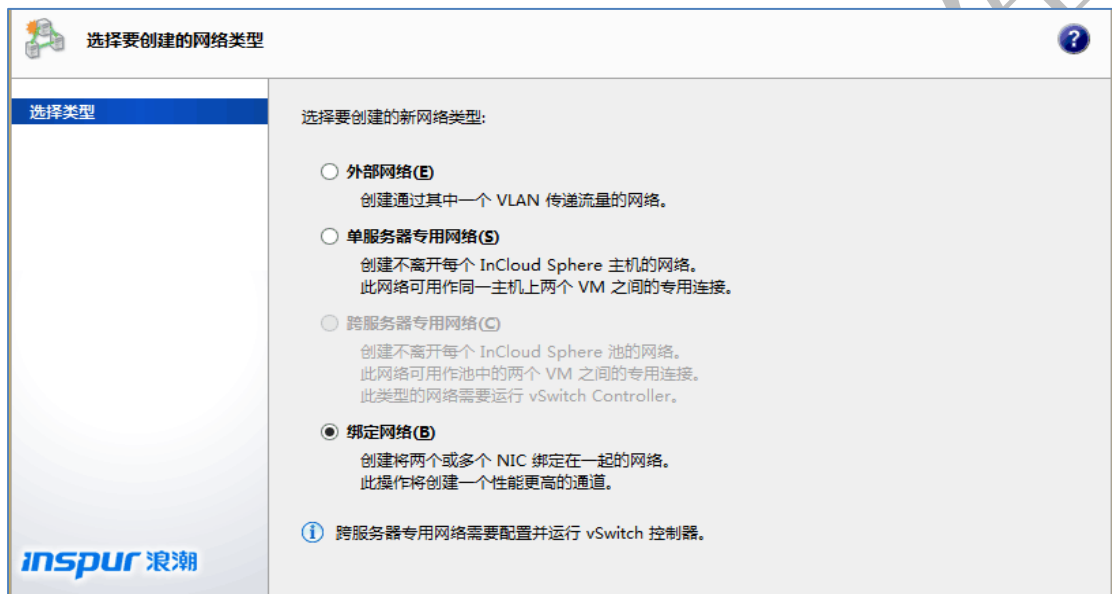 选择要创建的网络类型
?
选择类型
选择要创建的新网络类型:
外部网络(E)
创建通过其中一个 VLAN 传递流量的网络。
单服务器专用网络(S)
创建不离开每个 InCloud Sphere 主机的网络。
此网络可用作同一主机上两个 VM 之间的专用连接。
跨服务器专用网络(C)
创建不离开每个 InCloud Sphere 池的网络。
此网络可用作池中的两个 VM 之间的专用连接。
此类型的网络需要运行 vSwitch Controller。
绑定网络(B)
创建将两个或多个 NIC 绑定在一起的网络。
此操作将创建一个性能更高的通道。
跨服务器专用网络需要配置并运行 vSwitch 控制器。
inspur 浪潮